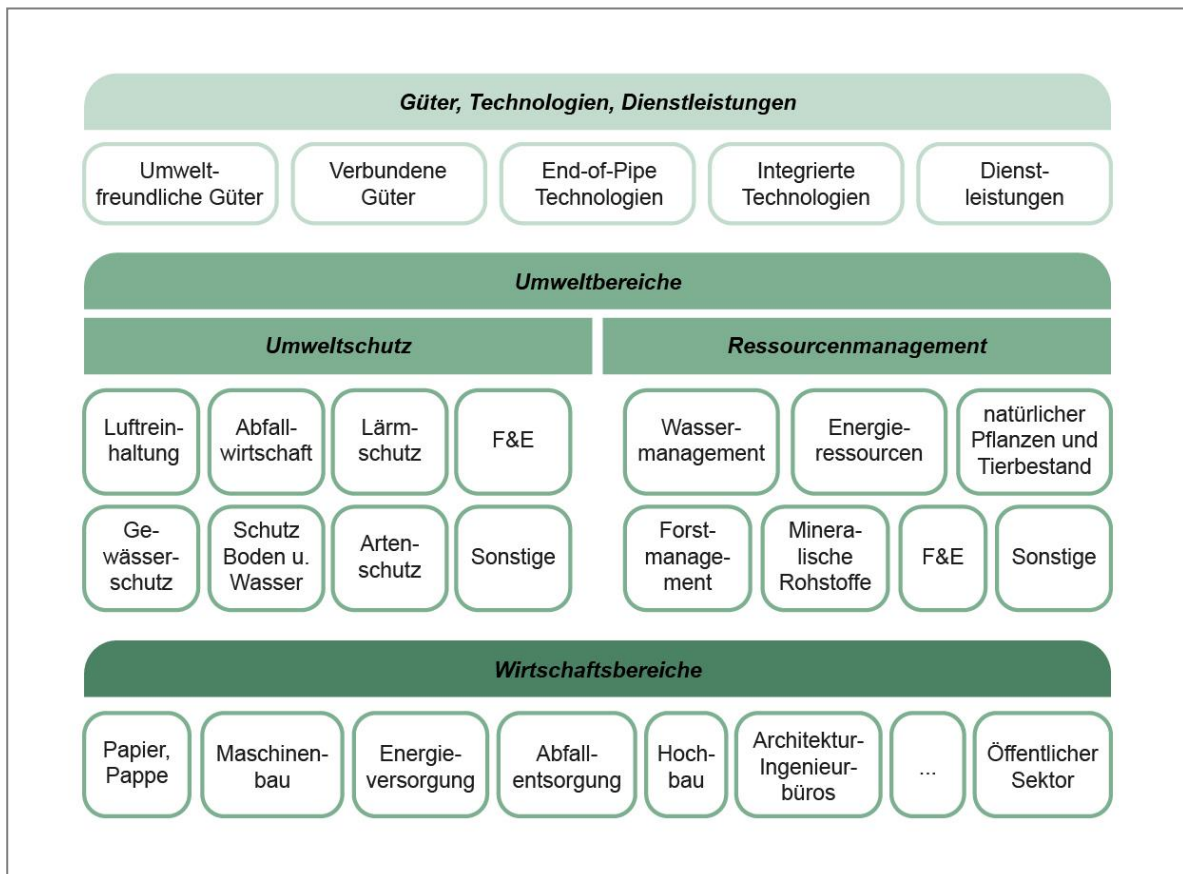 Güter, Technologien, Dienstleistungen
Umwelt-
freundliche Güter
Verbundene
Güter
End-of-Pipe
Technologien
Integrierte
Technologien
Dienst-
leistungen
Umweltbereiche
Umweltschutz
Ressourcenmanagement
Luftrein-
haltung
Abfall-
wirtschaft
Lärm-
schutz
F&E
Wasser-
management
Energie-
ressourcen
natürlicher
Pflanzen und
Tierbestand
Ge-
wässer-
schutz
Schutz
Boden u.
Wasser
Arten-
schutz
Sonstige
Forst-
manage-
ment
Minera-
lische
Rohstoffe
F&E
Sonstige
Wirtschaftsbereiche
Papier,
Pappe
Maschinen-
bau
Energie-
versorgung
Abfall-
entsorgung
Hoch-
bau
Architektur-
Ingenieur-
büros
...
Öffentlicher
Sektor